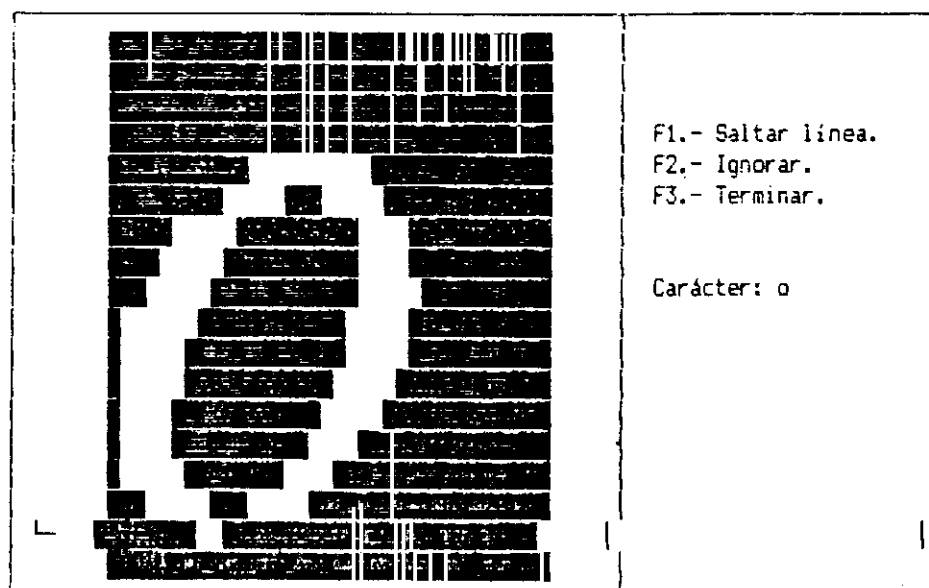 F1.- Saltar línea.
F2.- Ignorar.
F3.- Terminar.
Carácter: o